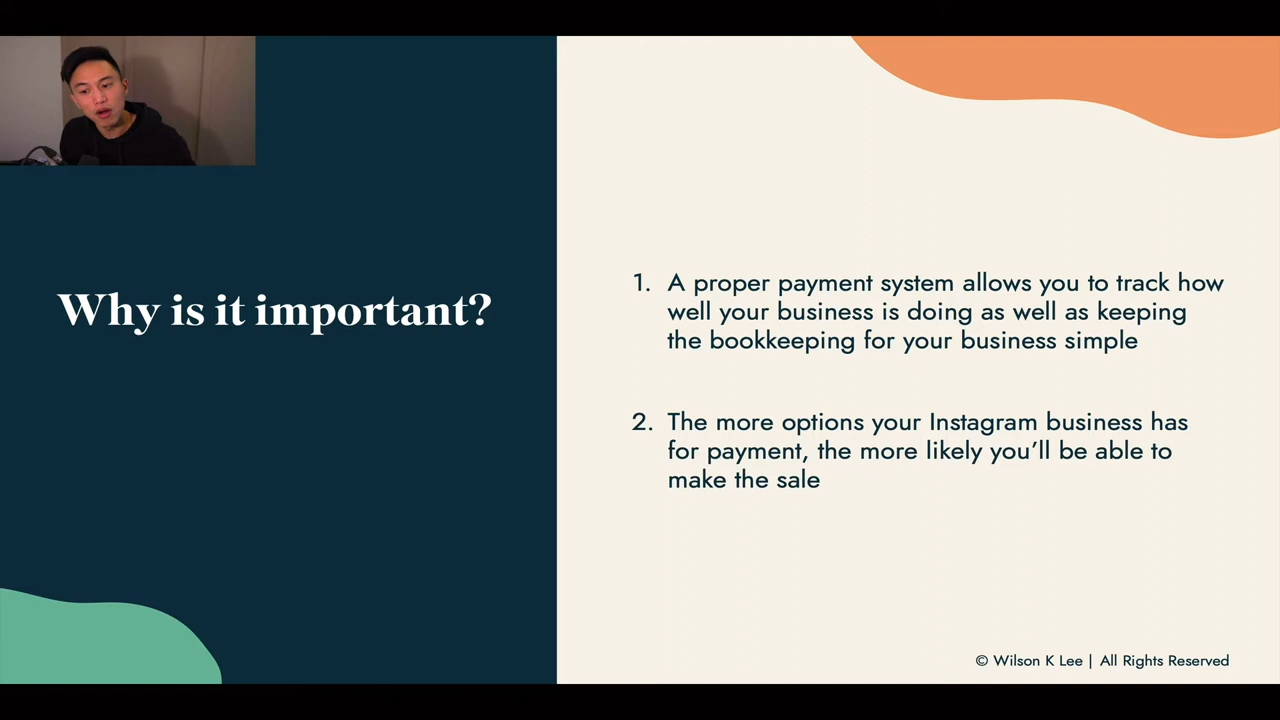 Why is it important?
1. A proper payment system allows you to track how
well your business is doing as well as keeping
the bookkeeping for your business simple
2. The more options your Instagram business has
for payment, the more likely you’ll be able to
make the sale
© Wilson K Lee | All Rights Reserved